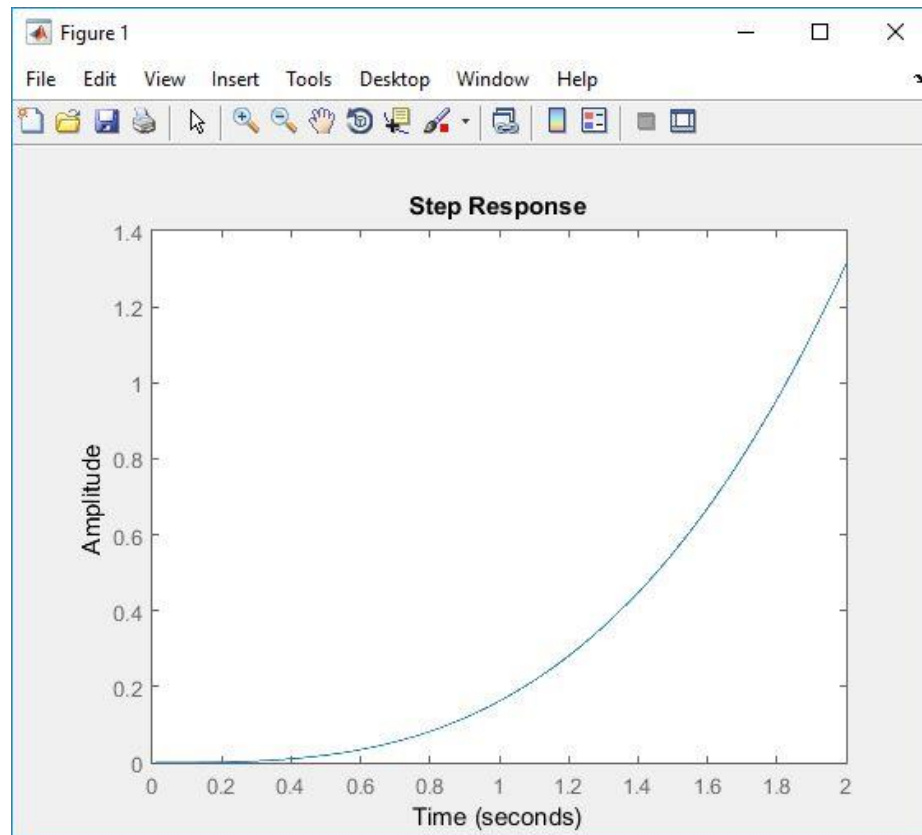 Figure 1
File Edit View Insert Tools Desktop Window Help
Step Response
1.4
1.2
1
0.8
0.6
0.4
0.2
0
Amplitude
0 0.2 0.4 0.6 0.8 1 1.2 1.4 1.6 1.8 2
Time (seconds)